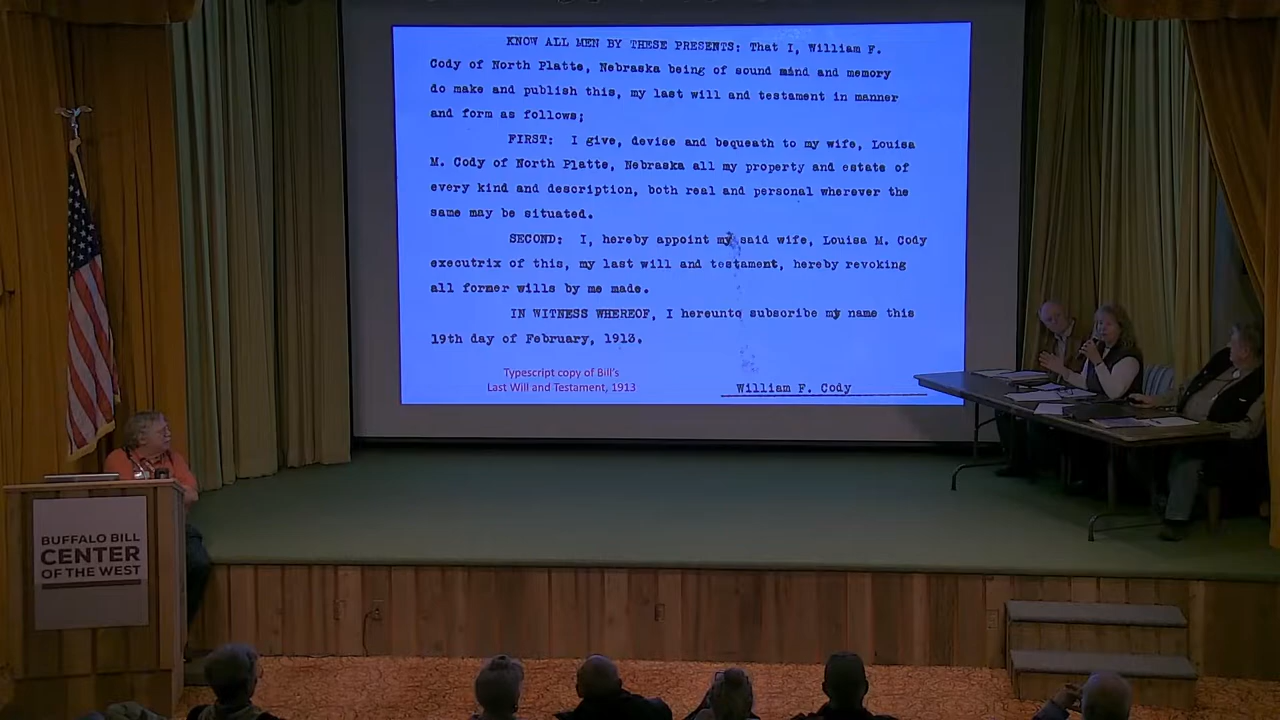 KNOW ALL MEN BY THESE PRESENTS: That I, William F.
Cody of North Platte, Nebraska being of sound mind and memory
do make and publish this, my last will and testament in manner
and form as follows;
FIRST: I give, devise and bequeath to my wife, Louisa
M. Cody of North Platte, Nebraska all my property and estate of
every kind and description, both real and personal wherever the
same may be situated.
SECOND: I, hereby appoint my said wife, Louisa M. Cody
executrix of this, my last will and testament, hereby revoking
all former wills by me made.
IN WITNESS WHEREOF, I hereunto subscribe my name this
19th day of February, 1913.
Typescript copy of Bill's
Last Will and Testament, 1913
William F. Cody
BUFFALO BILL
CENTER
OF THE WEST